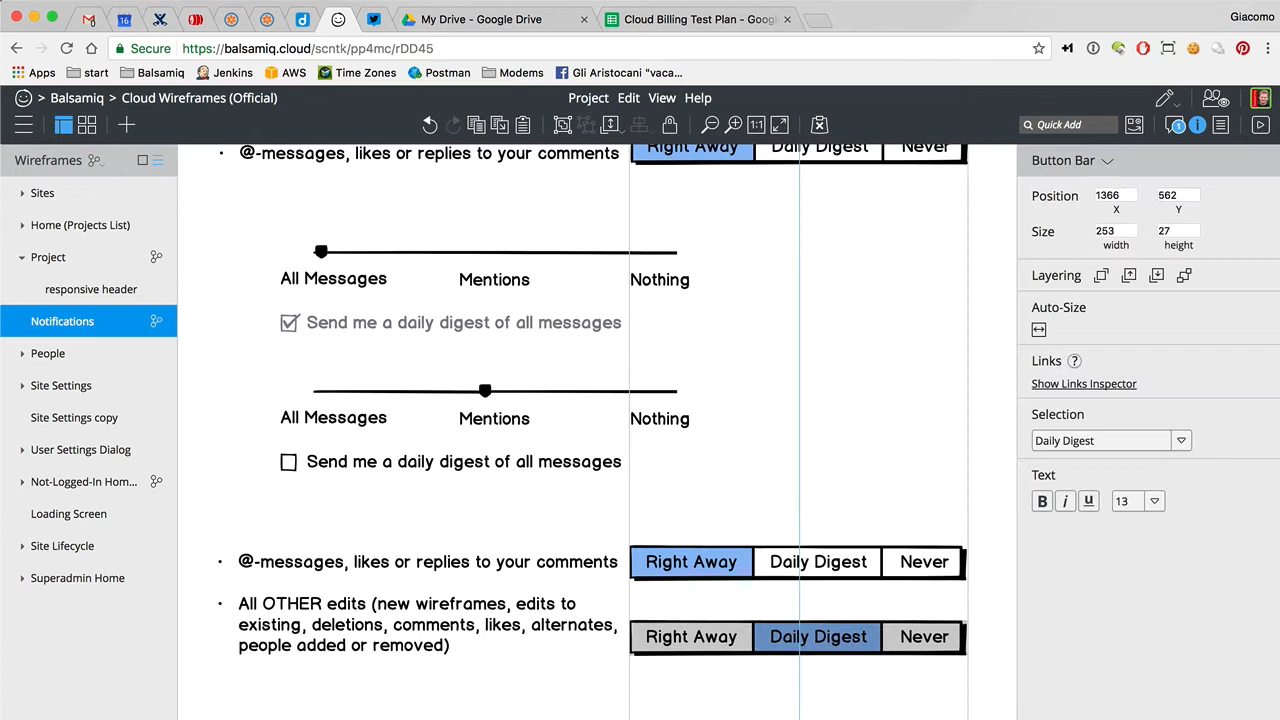 16
My Drive - Google Drive
Cloud Billing Test Plan - Goog
Giacomo
Secure
https://balsamiq.cloud/scntk/pp4mc/rDD45
+1
Apps
start
Balsamiq
Jenkins
AWS
Time Zones
Postman
Modems
Gli Aristocani "vaca...
Balsamiq
Cloud Wireframes (Official)
Project
Edit
View
Help
1:1
Quick Add
1
Wireframes
Sites
Home (Projects List)
Project
responsive header
Notifications
People
Site Settings
Site Settings copy
User Settings Dialog
Not-Logged-In Hom...
Loading Screen
Site Lifecycle
Superadmin Home
· @-messages, likes or replies to your comments
Right Away
Daily Digest
Never
All Messages
Mentions
Nothing
Send me a daily digest of all messages
All Messages
Mentions
Nothing
Send me a daily digest of all messages
· @-messages, likes or replies to your comments
Right Away
Daily Digest
Never
· All OTHER edits (new wireframes, edits to
existing, deletions, comments, likes, alternates,
people added or removed)
Right Away
Daily Digest
Never
Button Bar
Position
1366
562
X
Y
Size
253
27
width
height
Layering
Auto-Size
Links
?
Show Links Inspector
Selection
Daily Digest
Text
B
i
u
13